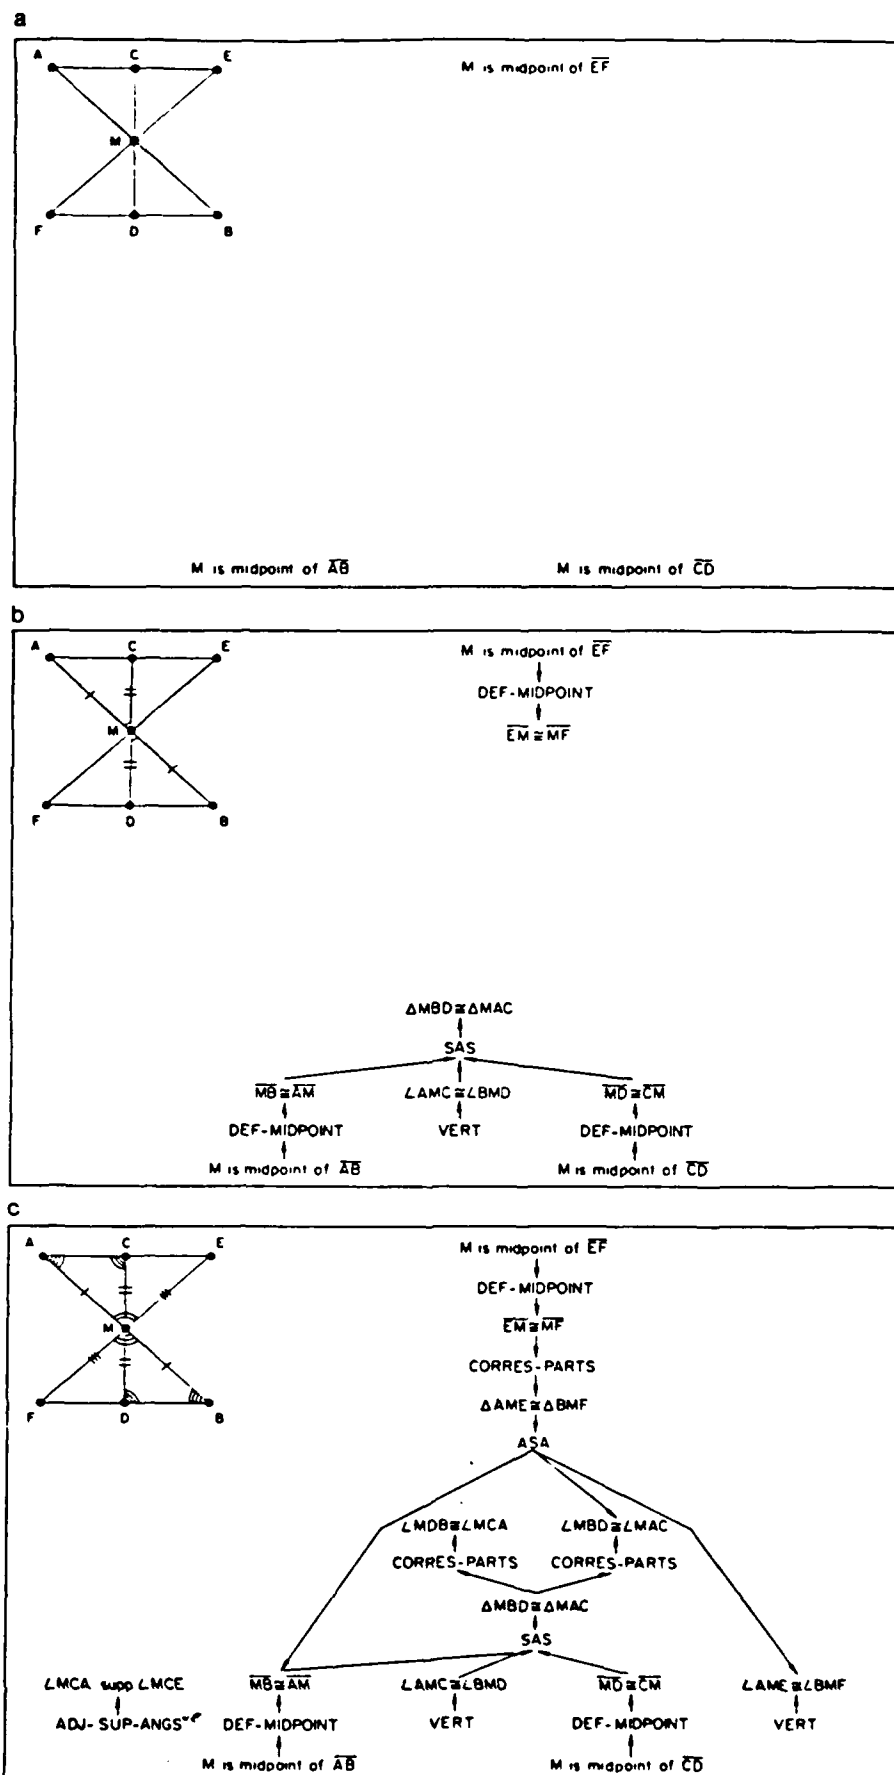 a
A C E
M is midpoint of EF
M
F D B
M is midpoint of AB M is midpoint of CD
b
A C E
M is midpoint of EF
DEF-MIDPOINT
M
EM ≅ MF
F D B
ΔMBD ≅ ΔMAC
SAS
MB ≅ AM ∠AMC ≅ ∠BMD MD ≅ CM
DEF-MIDPOINT VERT DEF-MIDPOINT
M is midpoint of AB M is midpoint of CD
c
A C E
M is midpoint of EF
DEF-MIDPOINT
M
EM ≅ MF
CORRES-PARTS
F D B
ΔAME ≅ ΔBMF
ASA
∠MDB ≅ ∠MCA ∠MBD ≅ ∠MAC
CORRES-PARTS CORRES-PARTS
ΔMBD ≅ ΔMAC
SAS
∠MCA supp ∠MCE MB ≅ AM ∠AMC ≅ ∠BMD MD ≅ CM ∠AME ≅ ∠BMF
ADJ-SUP-ANGS DEF-MIDPOINT VERT DEF-MIDPOINT VERT
M is midpoint of AB M is midpoint of CD